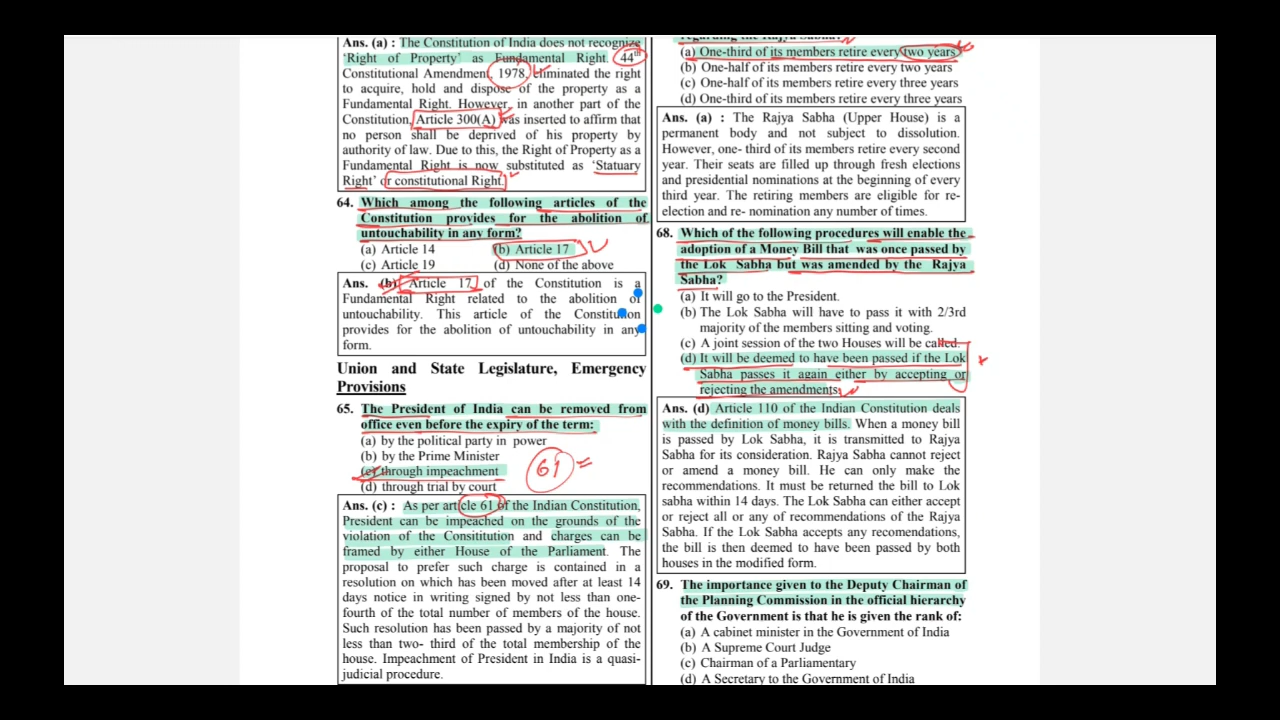 Ans. (a) : The Constitution of India does not recognize
'Right of Property' as Fundamental Right. 44th
Constitutional Amendment, 1978, eliminated the right
to acquire, hold and dispose of the property as a
Fundamental Right. However, in another part of the
Constitution, Article 300(A) was inserted to affirm that
no person shall be deprived of his property by
authority of law. Due to this, the Right of Property as a
Fundamental Right is now substituted as 'Statuary
Right' or constitutional Right.
64. Which among the following articles of the
Constitution provides for the abolition of
untouchability in any form?
(a) Article 14 (b) Article 17
(c) Article 19 (d) None of the above
Ans. (b) Article 17 of the Constitution is a
Fundamental Right related to the abolition of
untouchability. This article of the Constitution
provides for the abolition of untouchability in any
form.
Union and State Legislature, Emergency
Provisions
65. The President of India can be removed from
office even before the expiry of the term:
(a) by the political party in power
(b) by the Prime Minister
(c) through impeachment
61 =
(d) through trial by court
Ans. (c) : As per article 61 of the Indian Constitution,
President can be impeached on the grounds of the
violation of the Consititution and charges can be
framed by either House of the Parliament. The
proposal to prefer such charge is contained in a
resolution on which has been moved after at least 14
days notice in writing signed by not less than one-
fourth of the total number of members of the house.
Such resolution has been passed by a majority of not
less than two- third of the total membership of the
house. Impeachment of President in India is a quasi-
judicial procedure.
regarding the Rajya Sabha?
(a) One-third of its members retire every two years
(b) One-half of its members retire every two years
(c) One-half of its members retire every three years
(d) One-third of its members retire every three years
Ans. (a) : The Rajya Sabha (Upper House) is a
permanent body and not subject to dissolution.
However, one- third of its members retire every second
year. Their seats are filled up through fresh elections
and presidential nominations at the beginning of every
third year. The retiring members are eligible for re-
election and re- nomination any number of times.
68. Which of the following procedures will enable the
adoption of a Money Bill that was once passed by
the Lok Sabha but was amended by the Rajya
Sabha?
(a) It will go to the President.
(b) The Lok Sabha will have to pass it with 2/3rd
majority of the members sitting and voting.
(c) A joint session of the two Houses will be called.
(d) It will be deemed to have been passed if the Lok
Sabha passes it again either by accepting or
rejecting the amendments.
Ans. (d) Article 110 of the Indian Constitution deals
with the definition of money bills. When a money bill
is passed by Lok Sabha, it is transmitted to Rajya
Sabha for its consideration. Rajya Sabha cannot reject
or amend a money bill. He can only make the
recommendations. It must be returned the bill to Lok
sabha within 14 days. The Lok Sabha can either accept
or reject all or any of recommendations of the Rajya
Sabha. If the Lok Sabha accepts any recomendations,
the bill is then deemed to have been passed by both
houses in the modified form.
69. The importance given to the Deputy Chairman of
the Planning Commission in the official hierarchy
of the Government is that he is given the rank of:
(a) A cabinet minister in the Government of India
(b) A Supreme Court Judge
(c) Chairman of a Parliamentary
(d) A Secretary to the Government of India